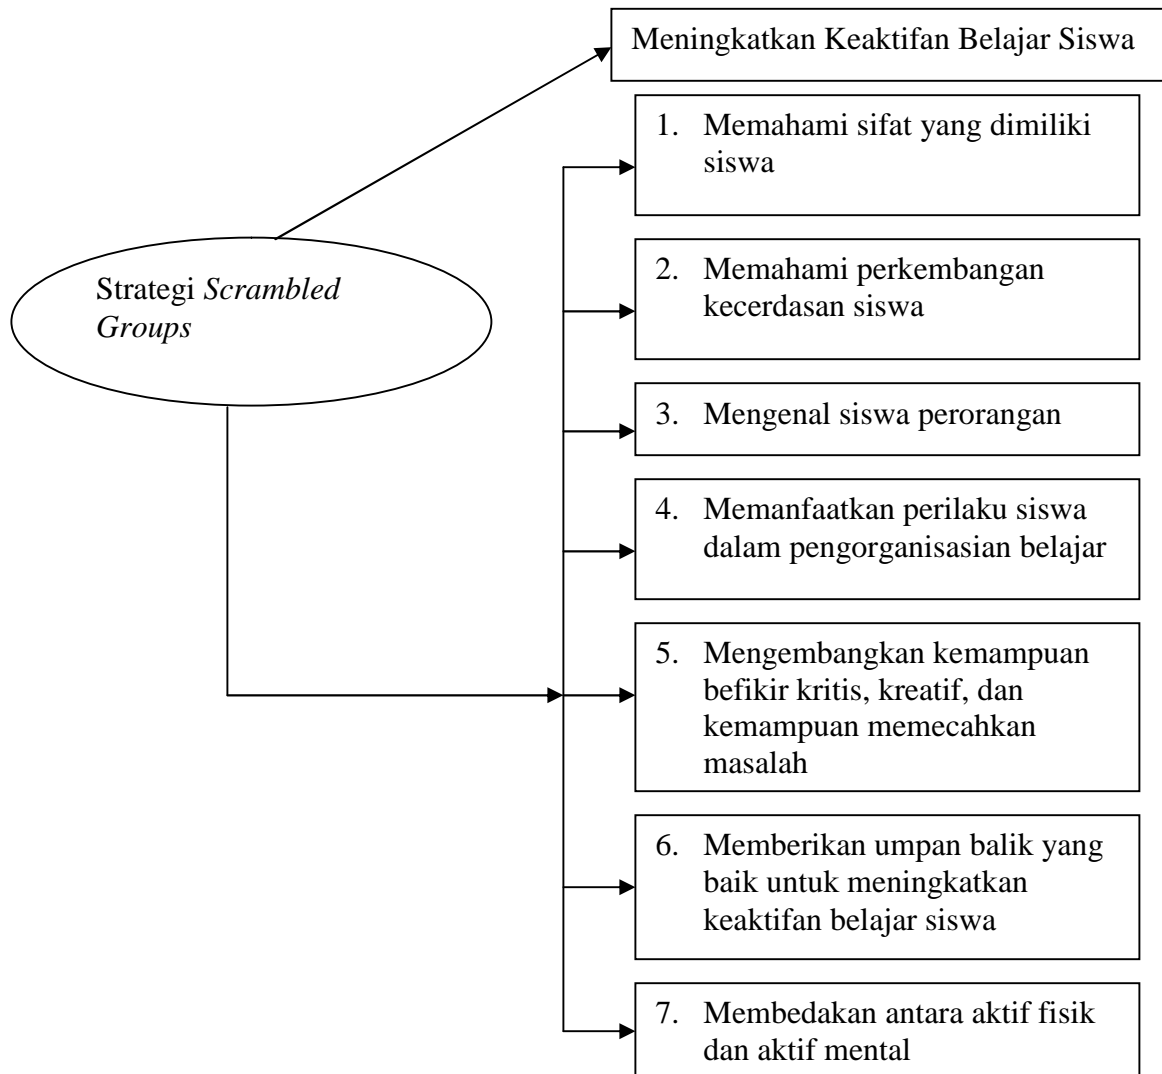 Meningkatkan Keaktifan Belajar Siswa
1. Memahami sifat yang dimiliki
siswa
Strategi Scrambled
Groups
2. Memahami perkembangan
kecerdasan siswa
3. Mengenal siswa perorangan
4. Memanfaatkan perilaku siswa
dalam pengorganisasian belajar
5. Mengembangkan kemampuan
befikir kritis, kreatif, dan
kemampuan memecahkan
masalah
6. Memberikan umpan balik yang
baik untuk meningkatkan
keaktifan belajar siswa
7. Membedakan antara aktif fisik
dan aktif mental